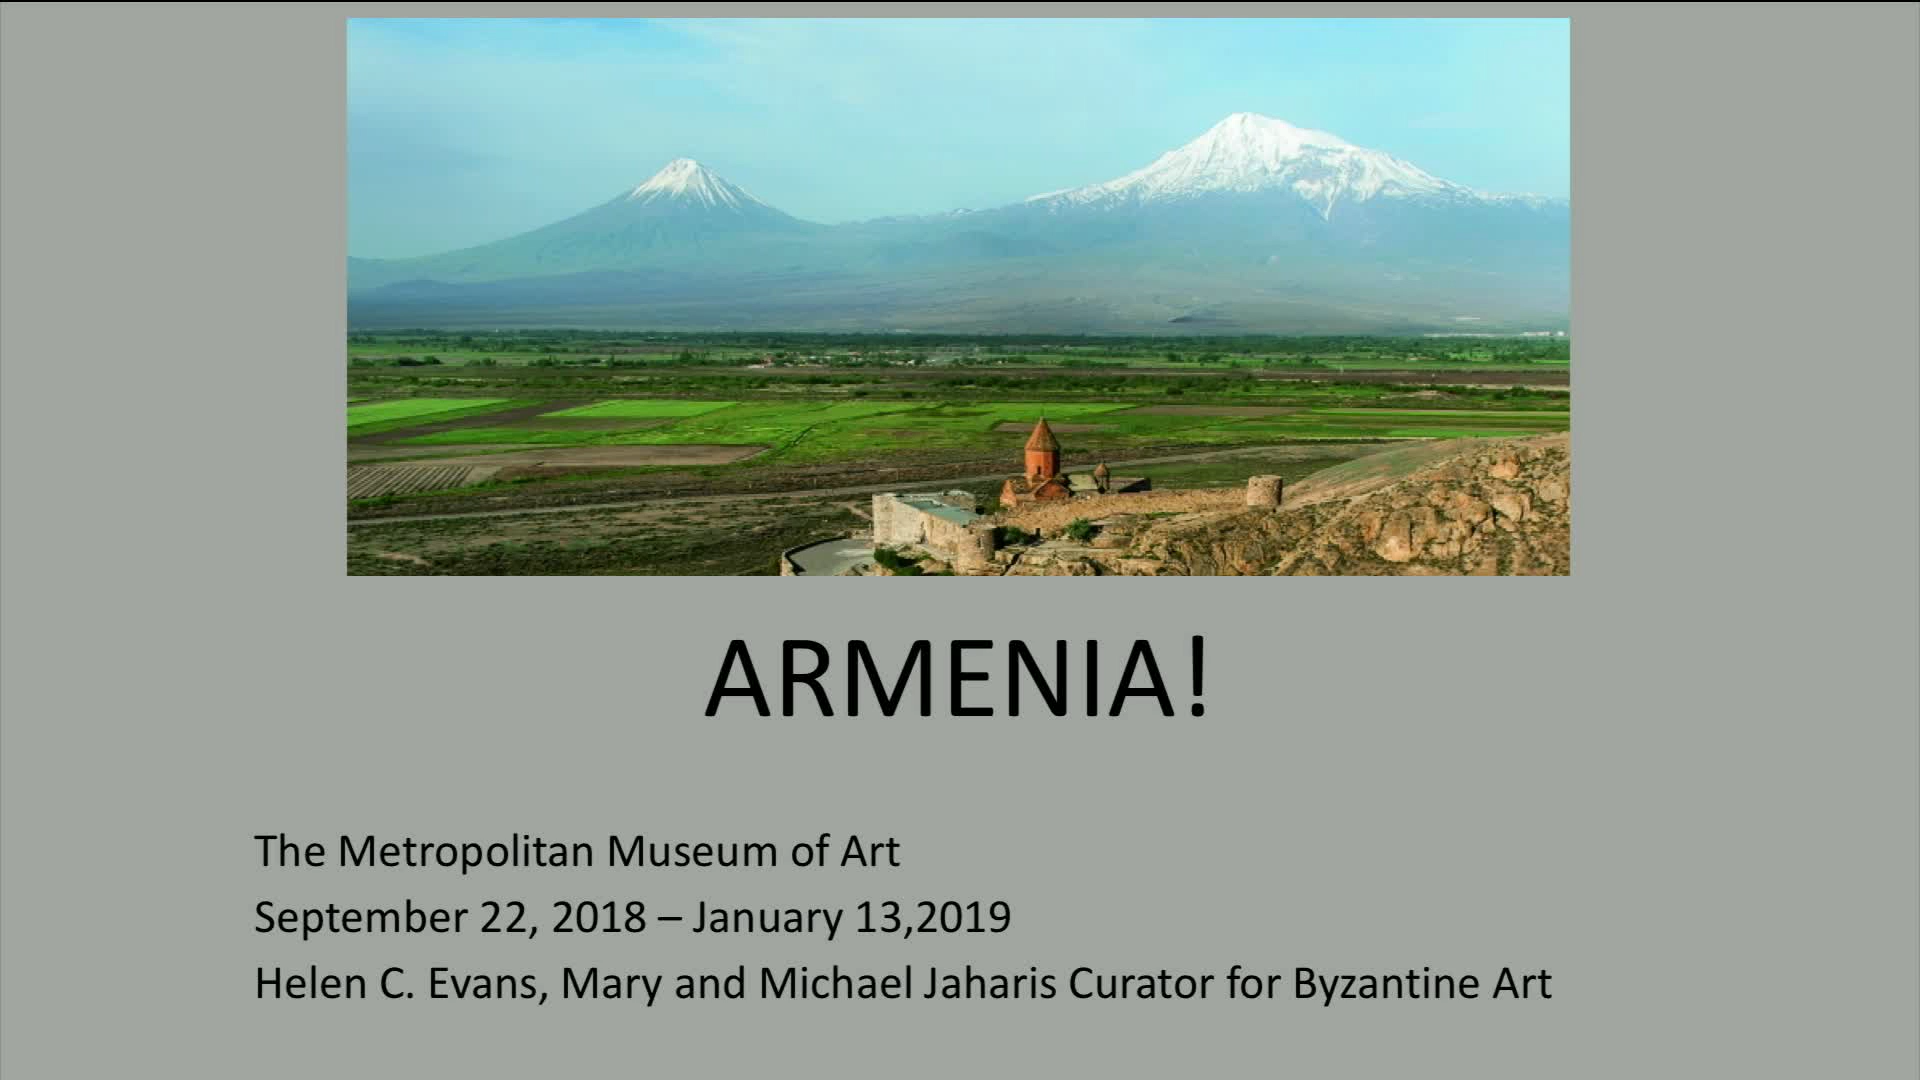 ARMENIA!
The Metropolitan Museum of Art
September 22, 2018 – January 13,2019
Helen C. Evans, Mary and Michael Jaharis Curator for Byzantine Art